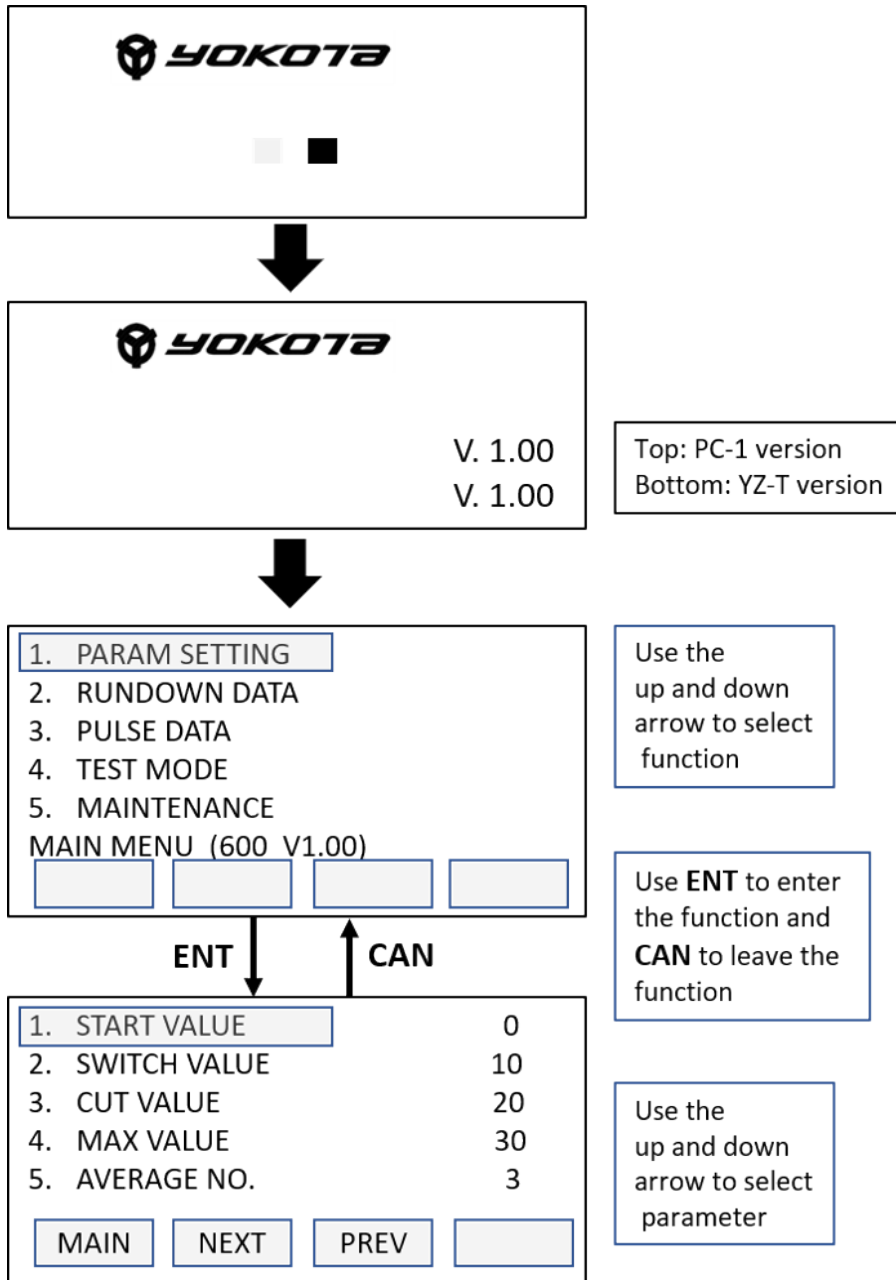 YOKOTA
YOKOTA
V. 1.00
V. 1.00
Top: PC-1 version
Bottom: YZ-T version
1. PARAM SETTING
2. RUNDOWN DATA
3. PULSE DATA
4. TEST MODE
5. MAINTENANCE
MAIN MENU (600 V1.00)
Use the
up and down
arrow to select
function
Use ENT to enter
the function and
CAN to leave the
function
ENT
CAN
1. START VALUE 0
2. SWITCH VALUE 10
3. CUT VALUE 20
4. MAX VALUE 30
5. AVERAGE NO. 3
MAIN NEXT PREV
Use the
up and down
arrow to select
parameter